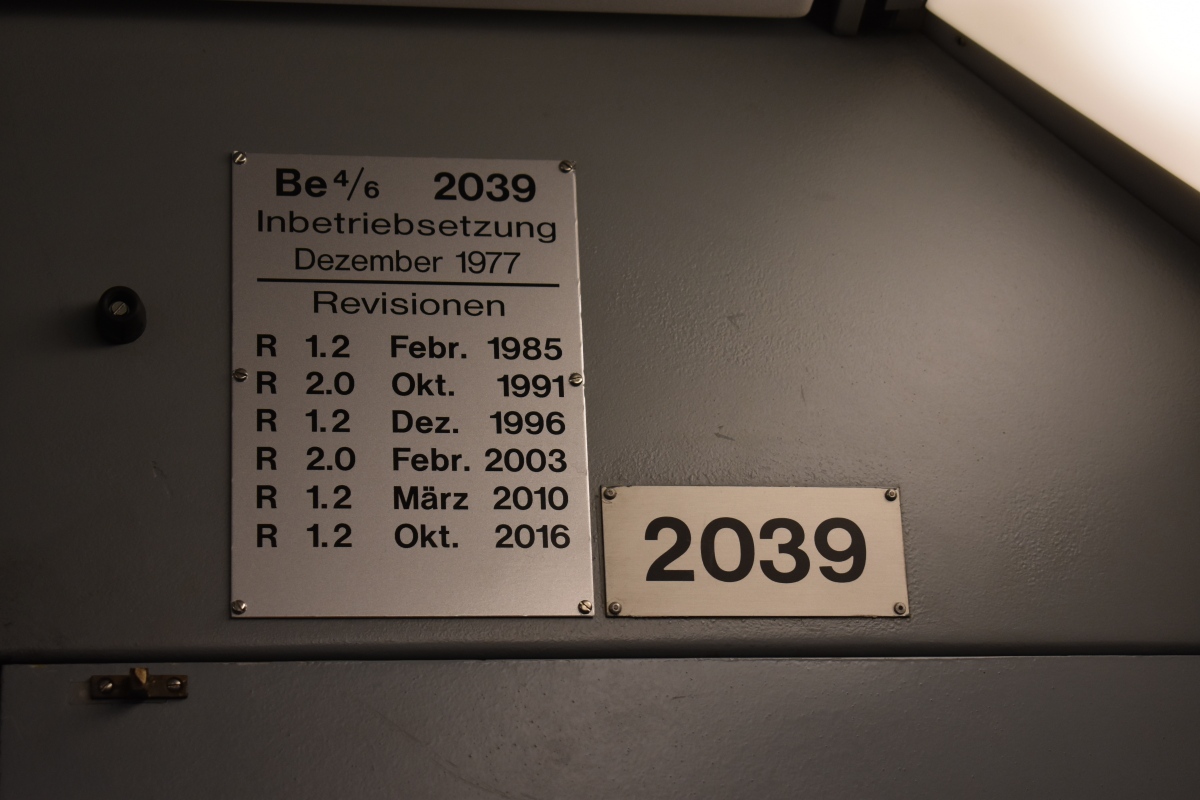 Be 4/6 2039
Inbetriebsetzung
Dezember 1977
Revisionen
R 1.2 Febr. 1985
R 2.0 Okt. 1991
R 1.2 Dez. 1996
R 2.0 Febr. 2003
R 1.2 März 2010
R 1.2 Okt. 2016
2039